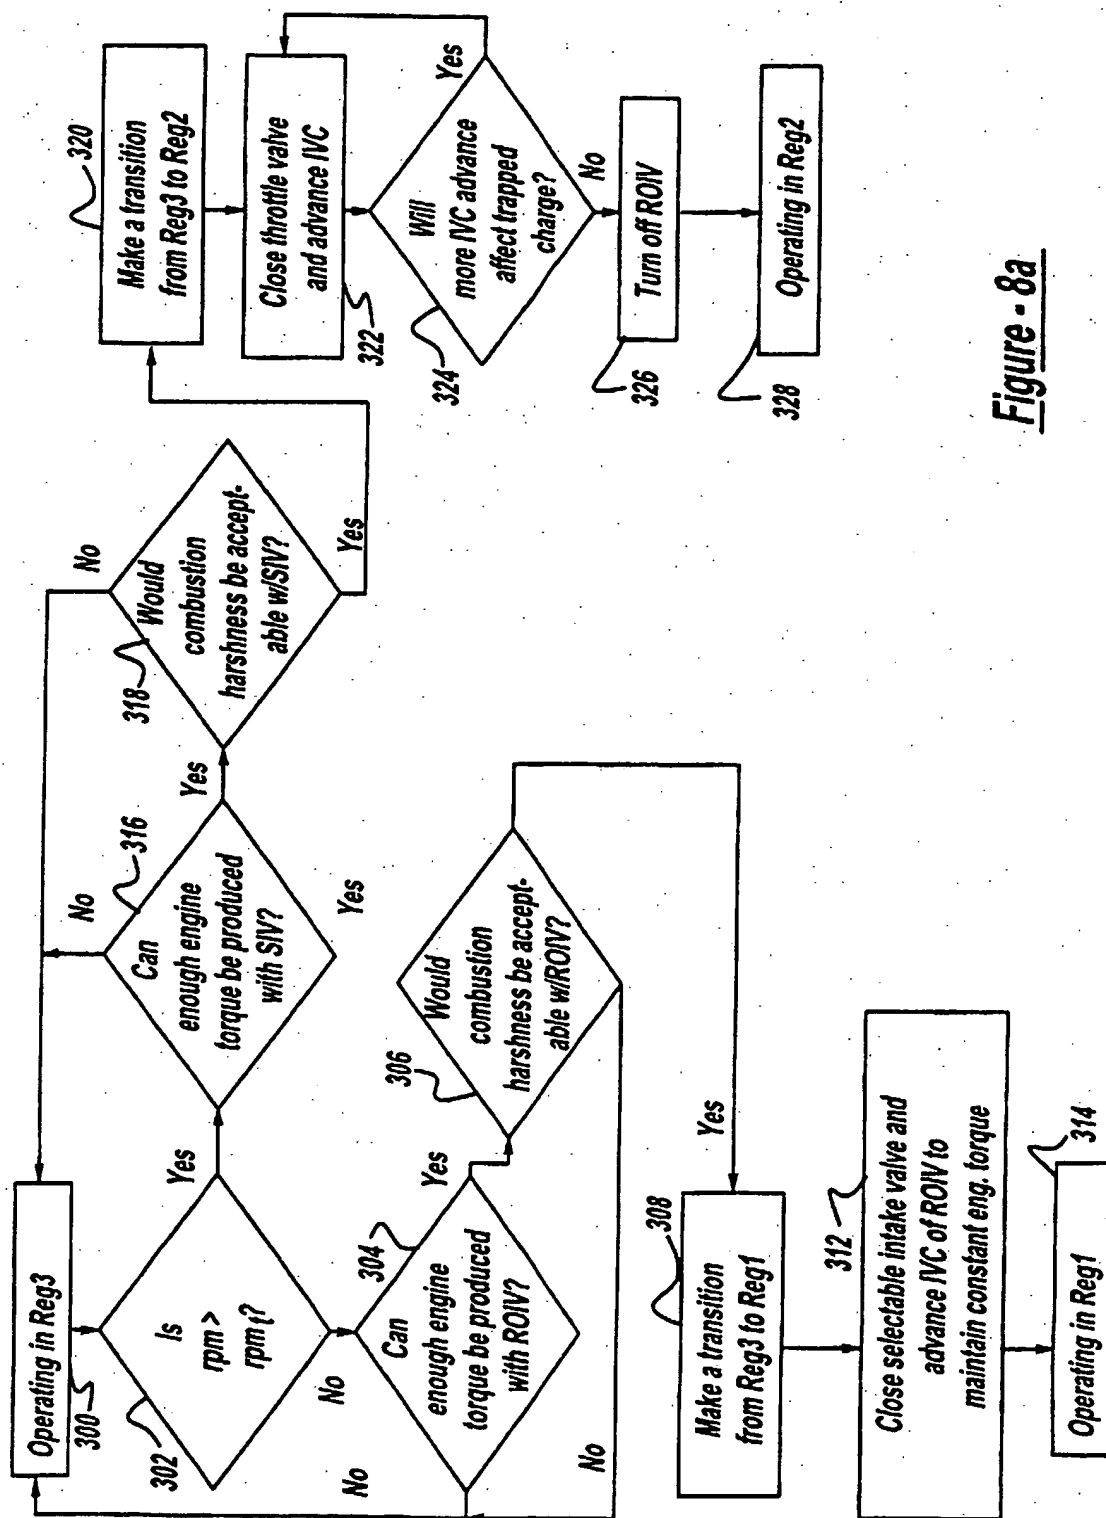 Operating in Reg3
300
Is
rpm>
rpm t?
302
Yes
No
Can
enough engine
torque be produced
with SIV?
316
No
Yes
Yes
Would
combustion
harshness be accept-
able w/SIV?
318
No
Yes
Make a transition
from Reg3 to Reg2
320
Close throttle valve
and advance IVC
322
Will
more IVC advance
affect trapped
charge?
324
Yes
No
Turn off ROIV
326
Operating in Reg2
328
Can
enough engine
torque be produced
with ROIV?
304
Yes
No
Would
combustion
harshness be accept-
able w/ROIV?
306
Yes
No
Make a transition
from Reg3 to Reg1
308
Close selectable intake valve and
advance IVC of ROIV to
maintain constant eng. torque
312
Operating in Reg1
314
Figure - 8a